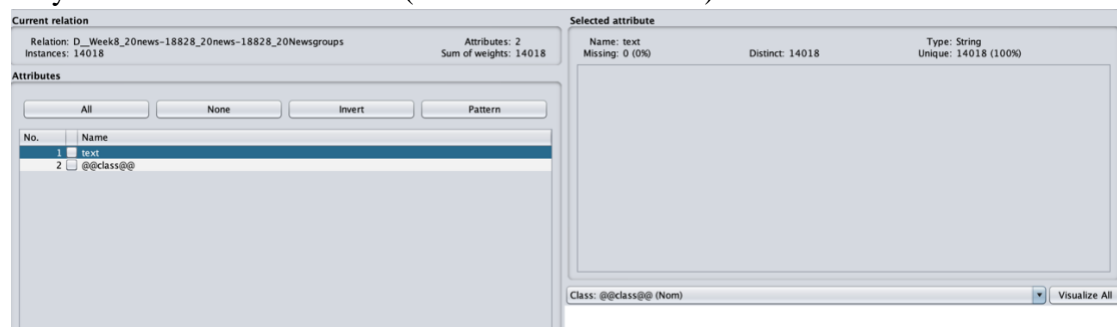 Current relation
Relation: D__Week8_20news-18828_20news-18828_20Newsgroups
Attributes: 2
Instances: 14018
Sum of weights: 14018
Attributes
All
None
Invert
Pattern
No.
Name
1
text
2
@@class@@
Selected attribute
Name: text
Type: String
Missing: 0 (0%)
Distinct: 14018
Unique: 14018 (100%)
Class: @@class@@ (Nom)
Visualize All